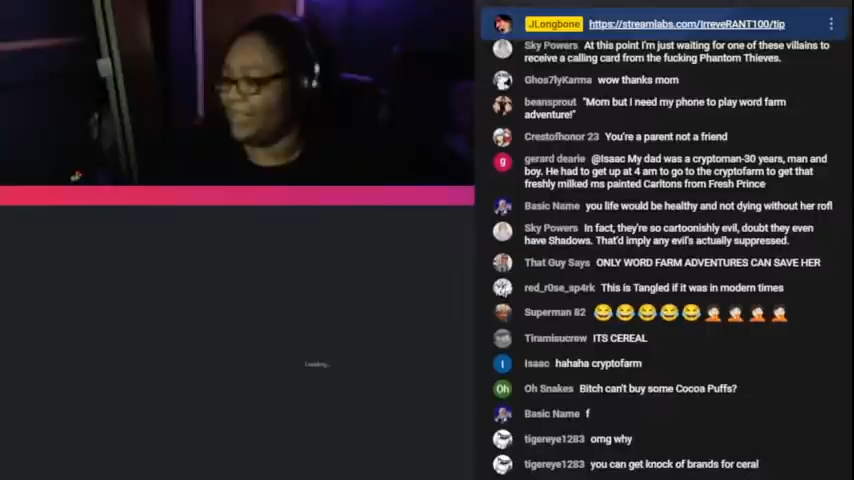 JLongbone https://streamlabs.com/IrreveRANT100/tip
Sky Powers At this point I'm just waiting for one of these villains to
receive a calling card from the fucking Phantom Thieves.
Ghos7lyKarma wow thanks mom
beansprout "Mom but I need my phone to play word farm
adventure!"
Crestofhonor 23 You're a parent not a friend
gerard dearie @Isaac My dad was a cryptoman-30 years, man and
boy. He had to get up at 4 am to go to the cryptofarm to get that
freshly milked ms painted Carltons from Fresh Prince
Basic Name you life would be healthy and not dying without her rofl
Sky Powers In fact, they're so cartoonishly evil, doubt they even
have Shadows. That'd imply any evil's actually suppressed.
That Guy Says ONLY WORD FARM ADVENTURES CAN SAVE HER
red_r0se_sp4rk This is Tangled if it was in modern times
Superman 82 😂😂😂😂😂🤦🏻🤦🏻🤦🏻🤦🏻
Tiramisucrew ITS CEREAL
I Isaac hahaha cryptofarm
Loading...
Oh Oh Snakes Bitch can't buy some Cocoa Puffs?
Basic Name f
tigereye1283 omg why
tigereye1283 you can get knock of brands for ceral